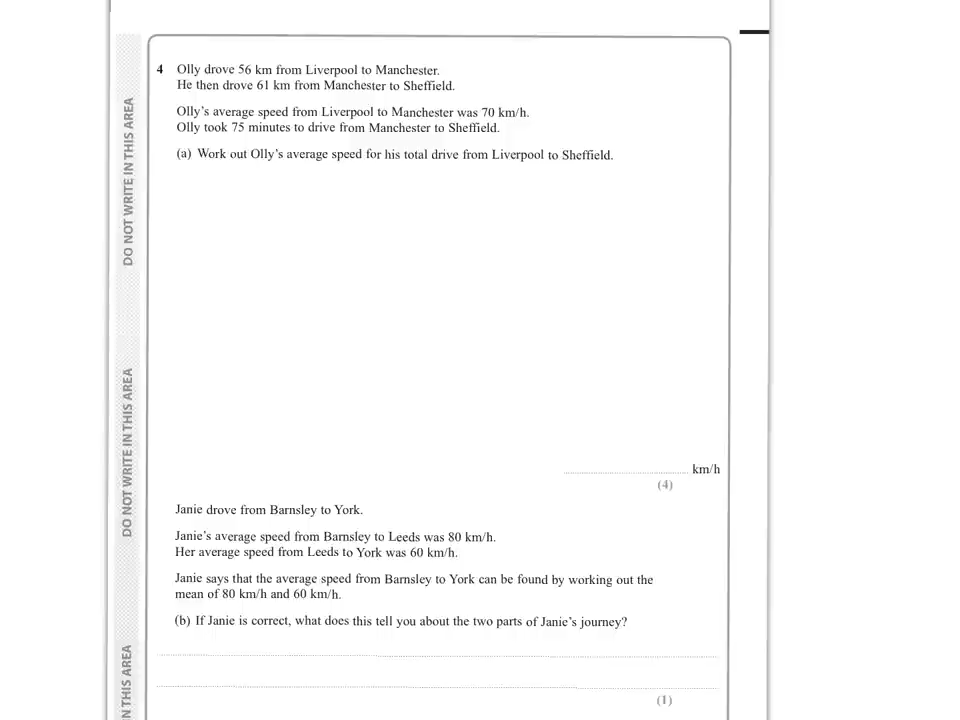 4 Olly drove 56 km from Liverpool to Manchester.
He then drove 61 km from Manchester to Sheffield.
Olly's average speed from Liverpool to Manchester was 70 km/h.
Olly took 75 minutes to drive from Manchester to Sheffield.
(a) Work out Olly's average speed for his total drive from Liverpool to Sheffield.
km/h
(4)
Janie drove from Barnsley to York.
Janie's average speed from Barnsley to Leeds was 80 km/h.
Her average speed from Leeds to York was 60 km/h.
Janie says that the average speed from Barnsley to York can be found by working out the
mean of 80 km/h and 60 km/h.
(b) If Janie is correct, what does this tell you about the two parts of Janie's journey?
(1)
DO NOT WRITE IN THIS AREA
DO NOT WRITE IN THIS AREA
IN THIS AREA